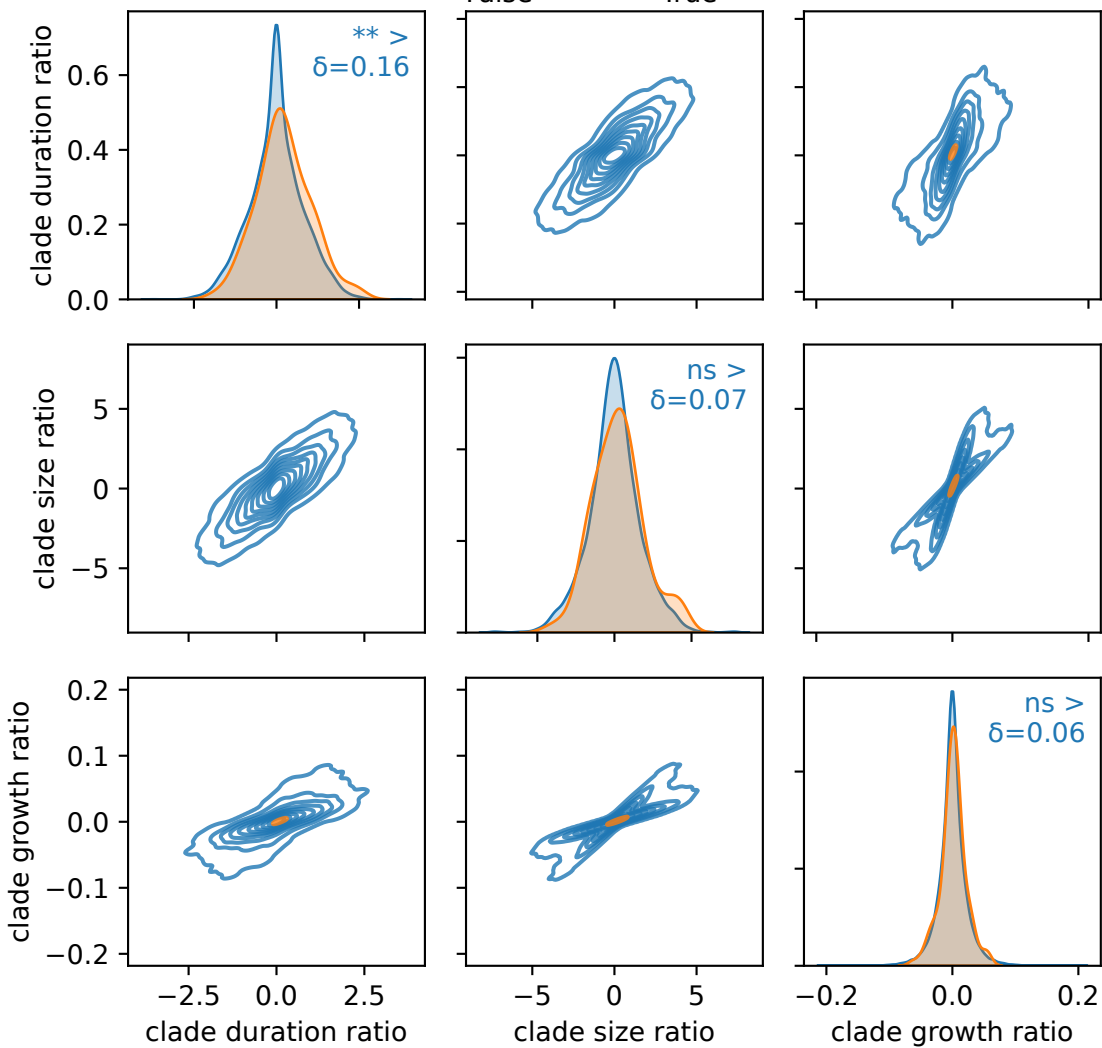 False True
clade duration ratio
0.6
0.4
0.2
0.0
** >
δ=0.16
clade size ratio
5
0
−5
ns >
δ=0.07
clade growth ratio
0.2
0.1
0.0
−0.1
−0.2
ns >
δ=0.06
−2.5 0.0 2.5
−5 0 5
−0.2 0.0 0.2
clade duration ratio
clade size ratio
clade growth ratio